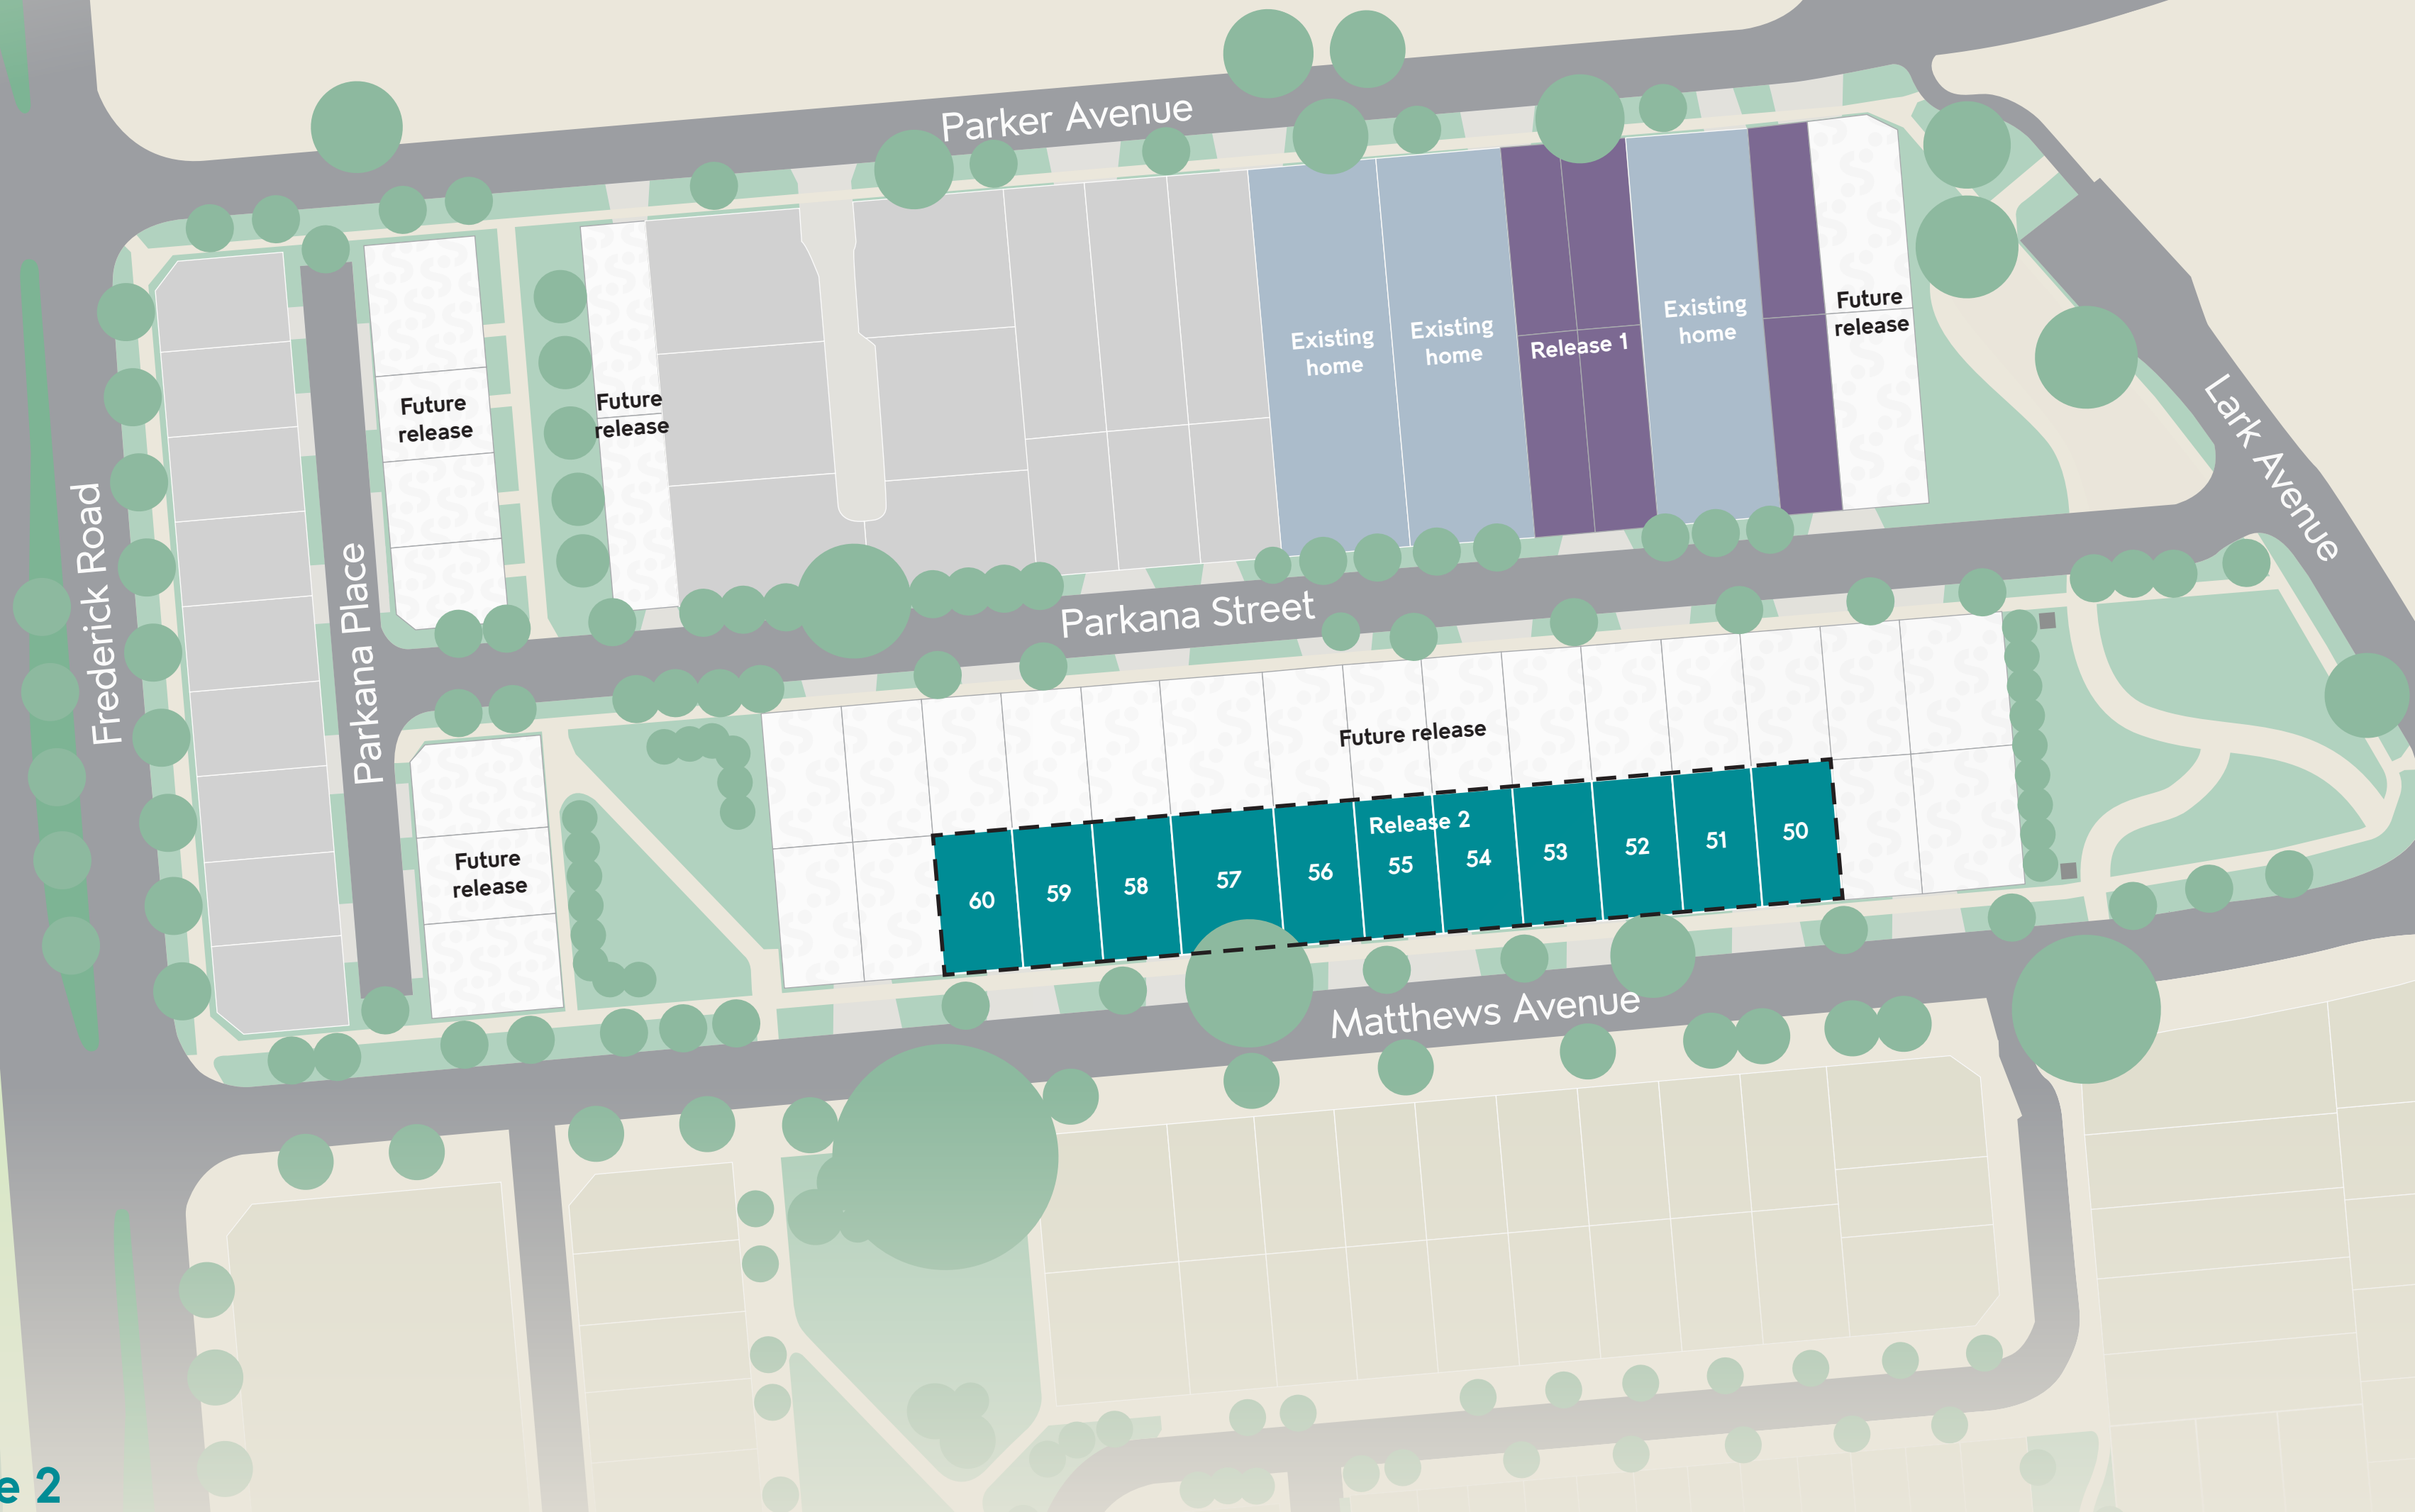 Parker Avenue
Existing
home
Existing
home
Release 1
Existing
home
Future
release
Future
release
Future
release
Lark Avenue
Frederick Road
Parkana Place
Parkana Street
Future release
Future
release
Release 2
60
59
58
57
56
55
54
53
52
51
50
Matthews Avenue
e 2